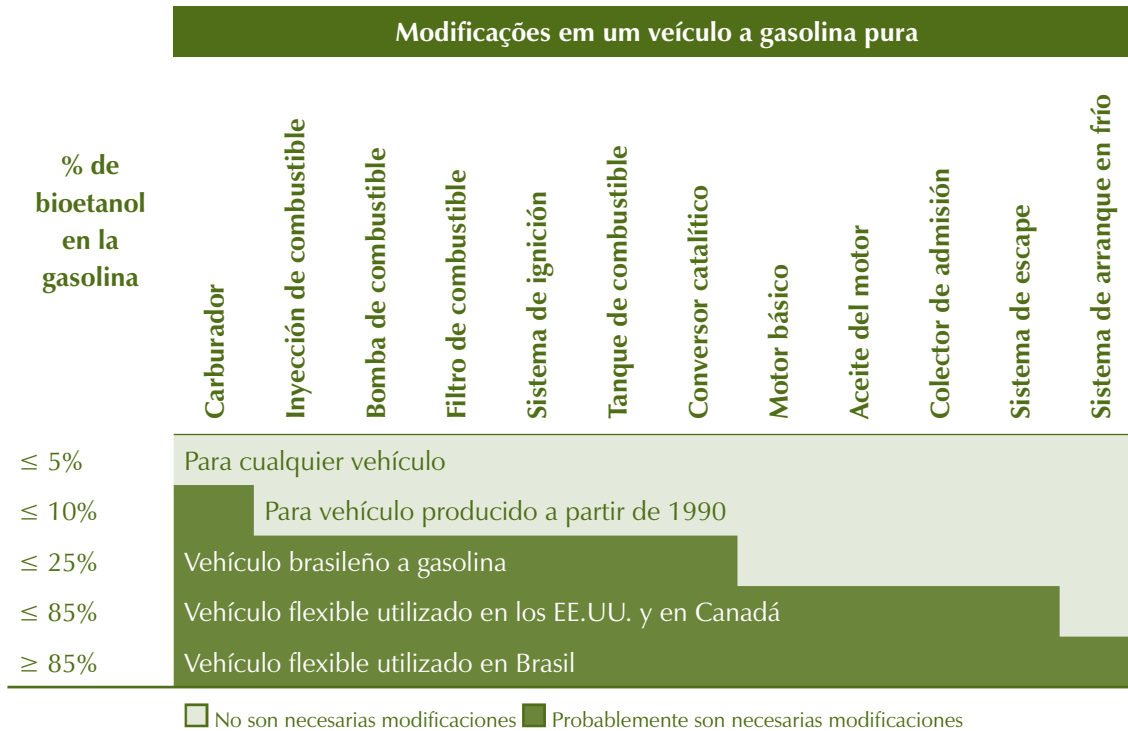 Modificações em um veículo a gasolina pura
% de
bioetanol
en la
gasolina
Carburador
Inyección de combustible
Bomba de combustible
Filtro de combustible
Sistema de ignición
Tanque de combustible
Conversor catalítico
Motor básico
Aceite del motor
Colector de admisión
Sistema de escape
Sistema de arranque en frío
≤ 5% Para cualquier vehículo
≤ 10% Para vehículo producido a partir de 1990
≤ 25% Vehículo brasileño a gasolina
≤ 85% Vehículo flexible utilizado en los EE.UU. y en Canadá
≥ 85% Vehículo flexible utilizado en Brasil
No son necesarias modificaciones Probablemente son necesarias modificaciones